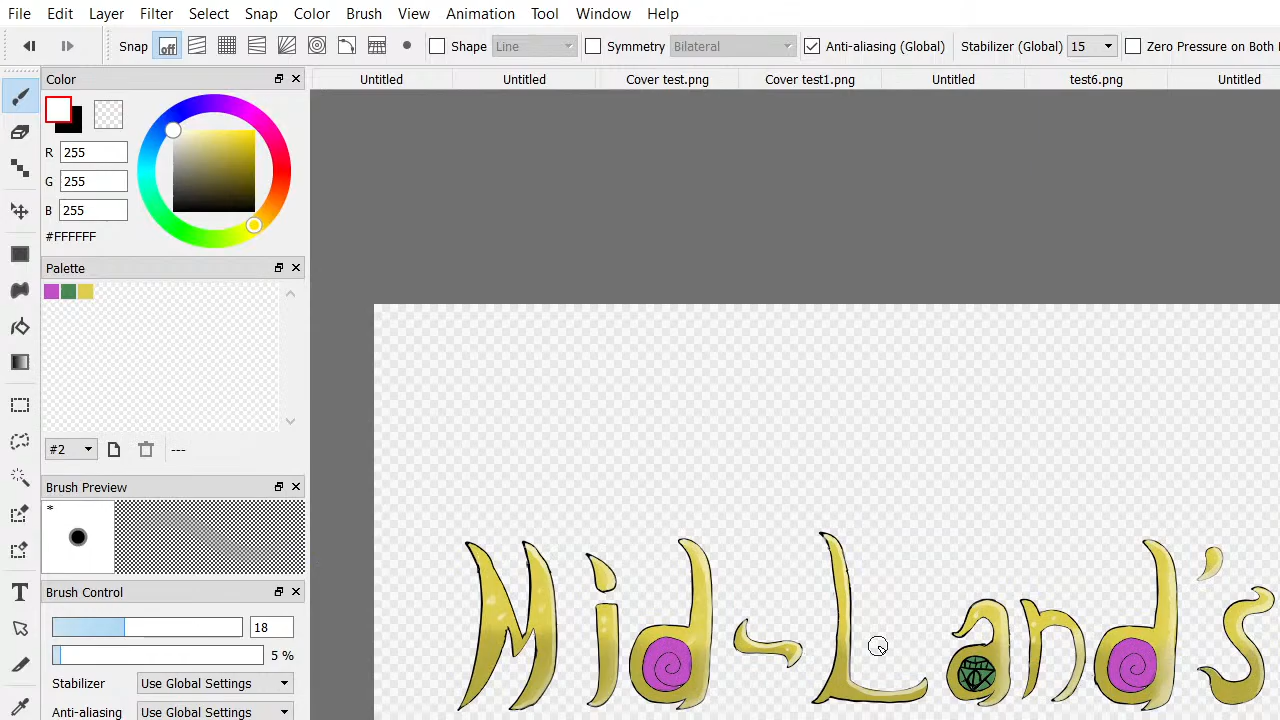 File Edit Layer Filter Select Snap Color Brush View Animation Tool Window Help
Snap off Shape Line Symmetry Bilateral Anti-aliasing (Global) Stabilizer (Global) 15 Zero Pressure on Both
Color
Untitled Untitled Cover test.png Cover test1.png Untitled test6.png Untitled
R 255
G 255
B 255
#FFFFFF
Palette
#2 ---
Brush Preview
*
Brush Control
18
5 %
Stabilizer Use Global Settings
Anti-aliasing Use Global Settings
T
Mid~Land's